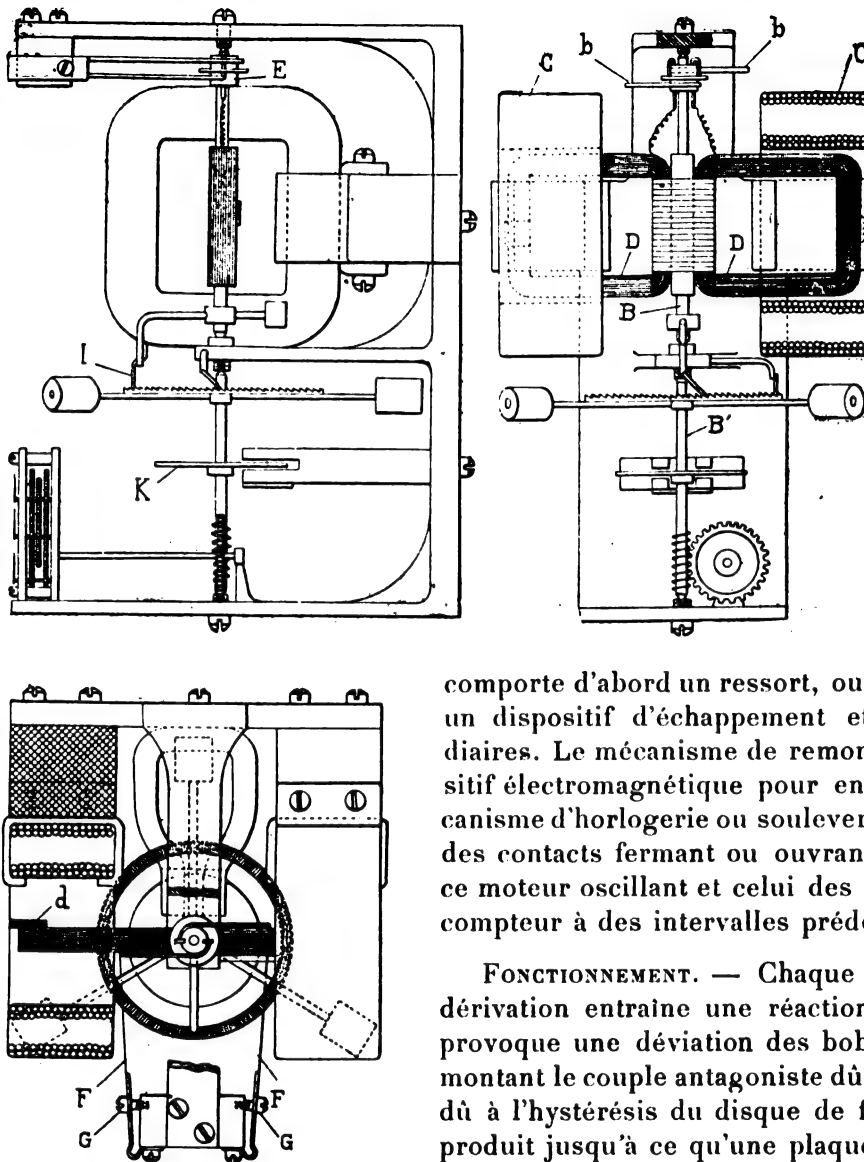 E
I
K
b
b
C
C
D
D
B
B'
d
F
F
G
G
comporte d'abord un ressort, ou
un dispositif d'échappement et
diaires. Le mécanisme de remon
sitif électromagnétique pour en
canisme d'horlogerie ou soulever
des contacts fermant ou ouvran
ce moteur oscillant et celui des
compteur à des intervalles prédé
FONCTIONNEMENT. — Chaque
dérivation entraîne une réaction
provoque une déviation des bob
montant le couple antagoniste dû
dû à l'hystérésis du disque de f
produit jusqu'à ce qu'une plaque